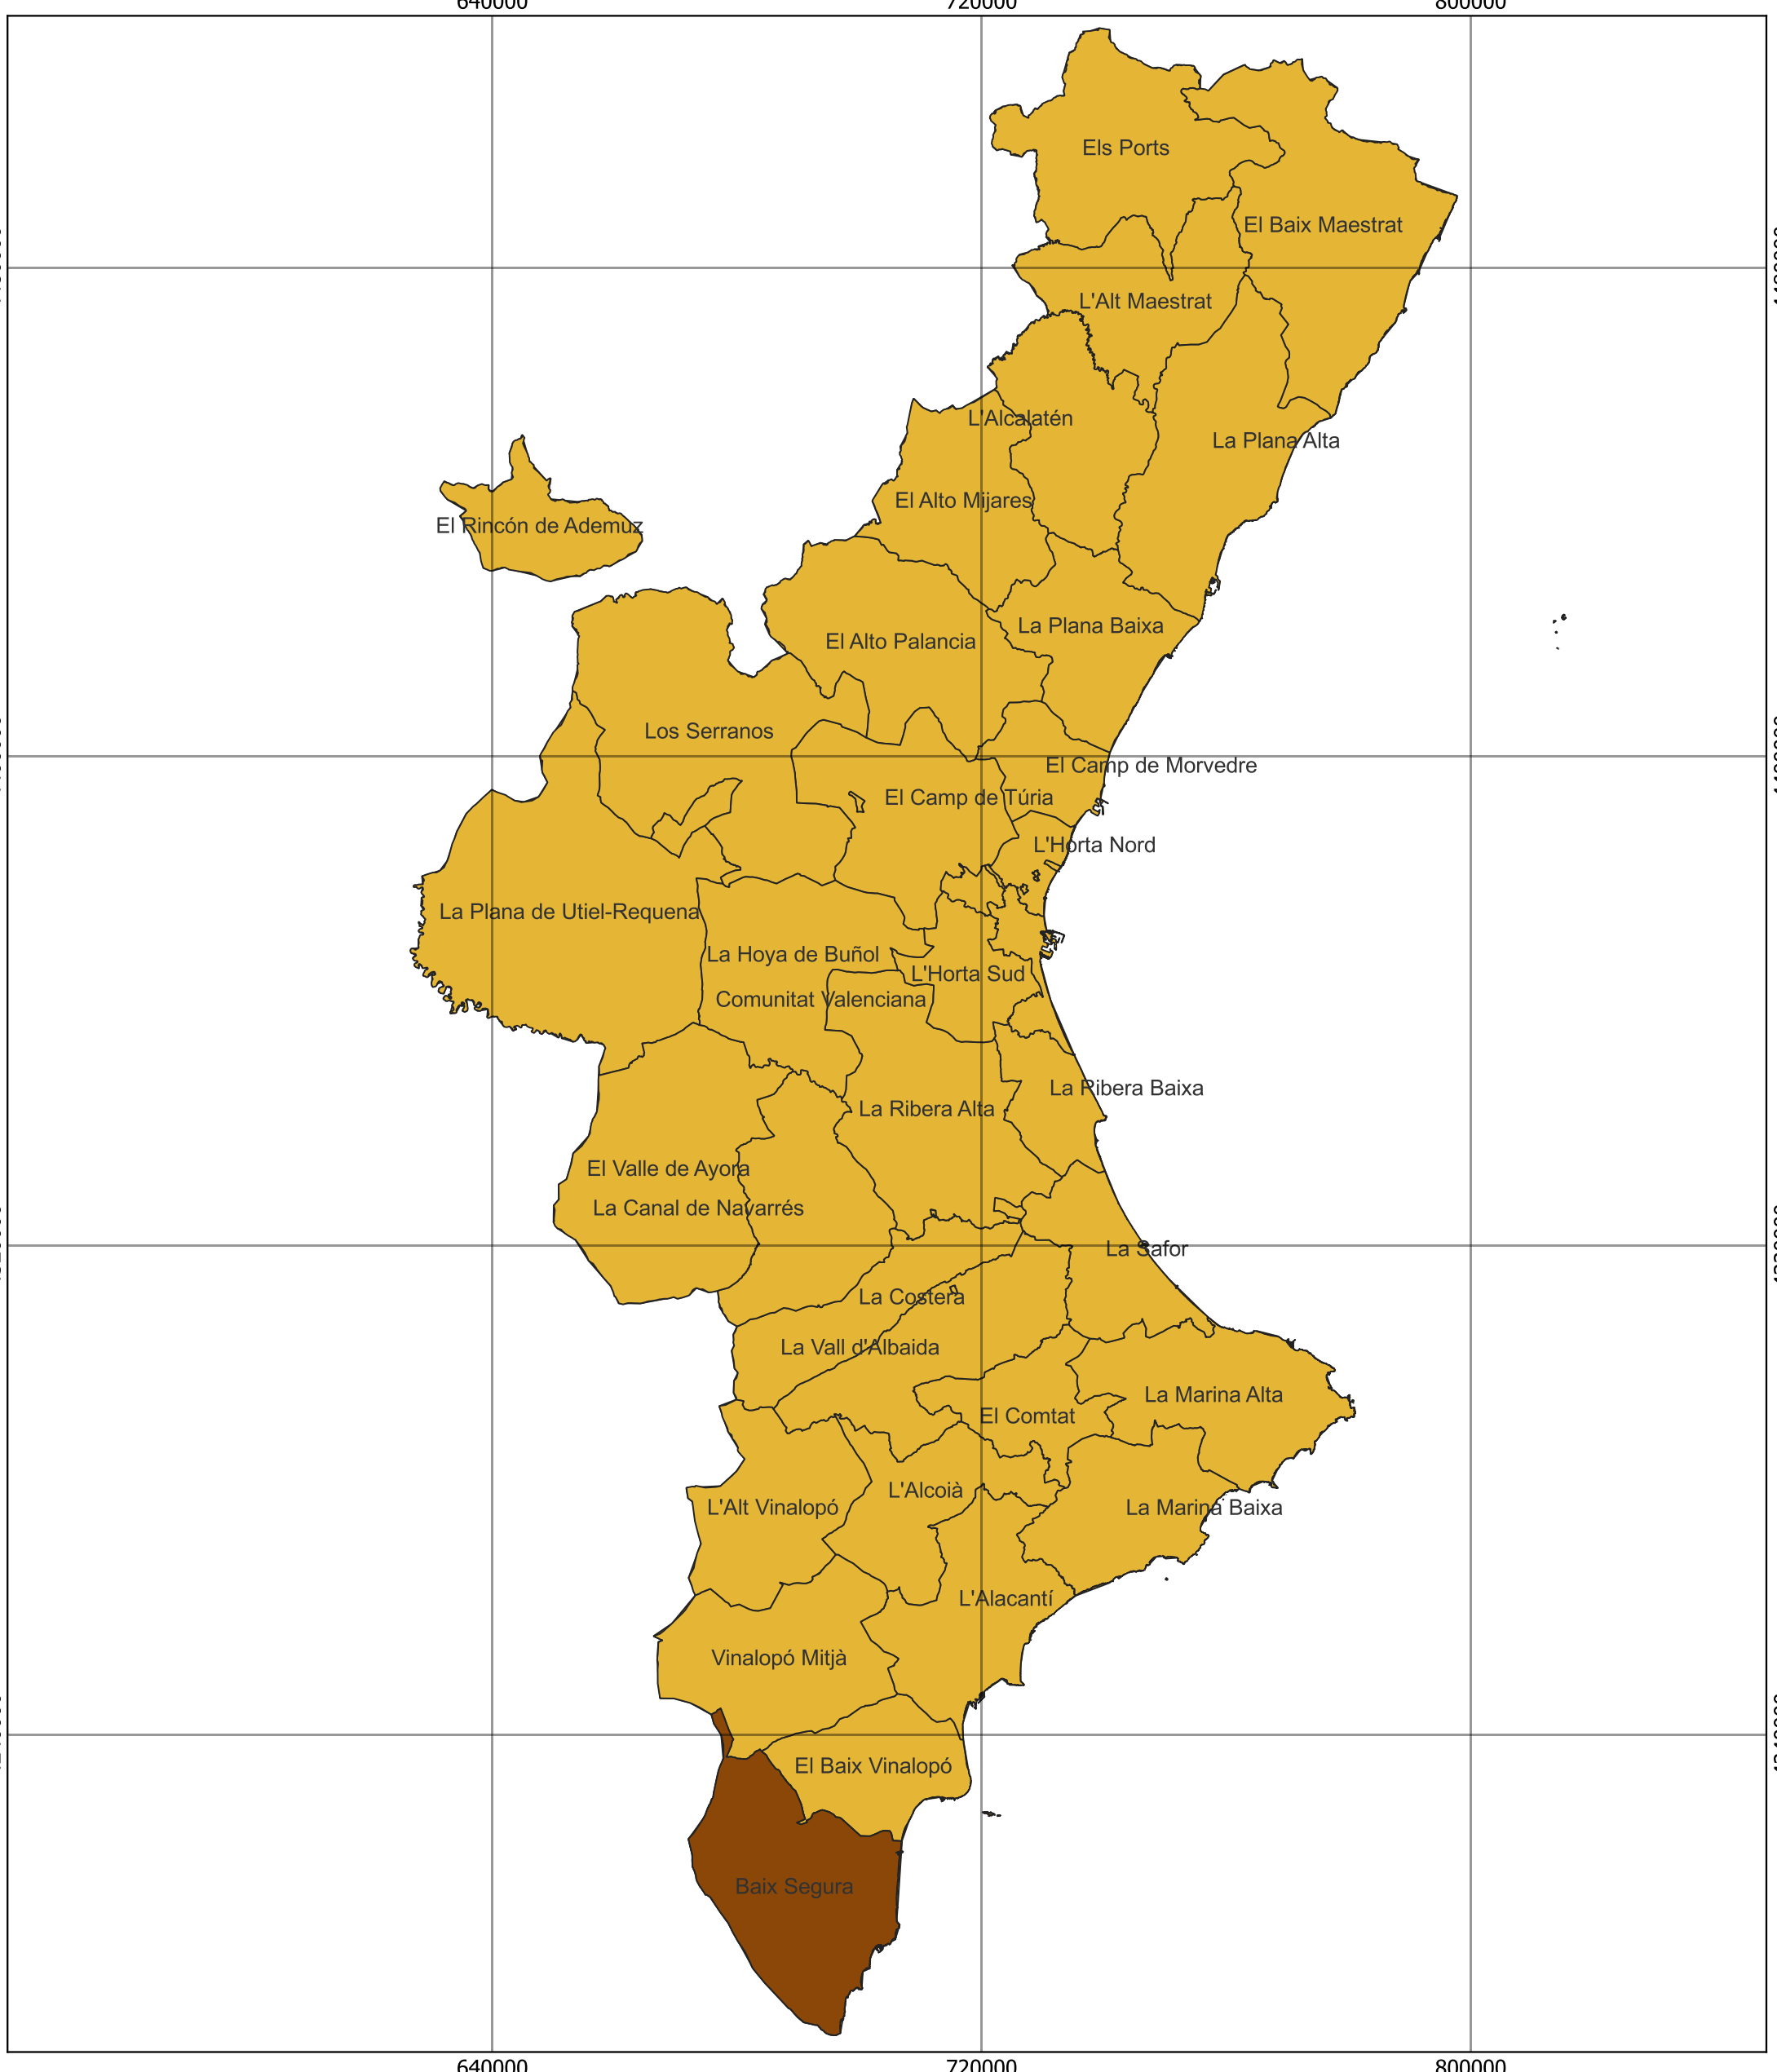 640000 720000 800000
Els Ports
El Baix Maestrat
L'Alt Maestrat
L'Alcalatén
La Plana Alta
El Alto Mijares
El Rincón de Ademuz
La Plana Baixa
El Alto Palancia
Los Serranos
El Camp de Morvedre
El Camp de Túria
L'Horta Nord
La Plana de Utiel-Requena
La Hoya de Buñol
L'Horta Sud
Comunitat Valenciana
La Ribera Baixa
La Ribera Alta
El Valle de Ayora
La Canal de Navarrés
La Safor
La Costera
La Vall d'Albaida
La Marina Alta
El Comtat
L'Alcoià
L'Alt Vinalopó
La Marina Baixa
L'Alacantí
Vinalopó Mitjà
El Baix Vinalopó
Baix Segura
640000 720000 800000